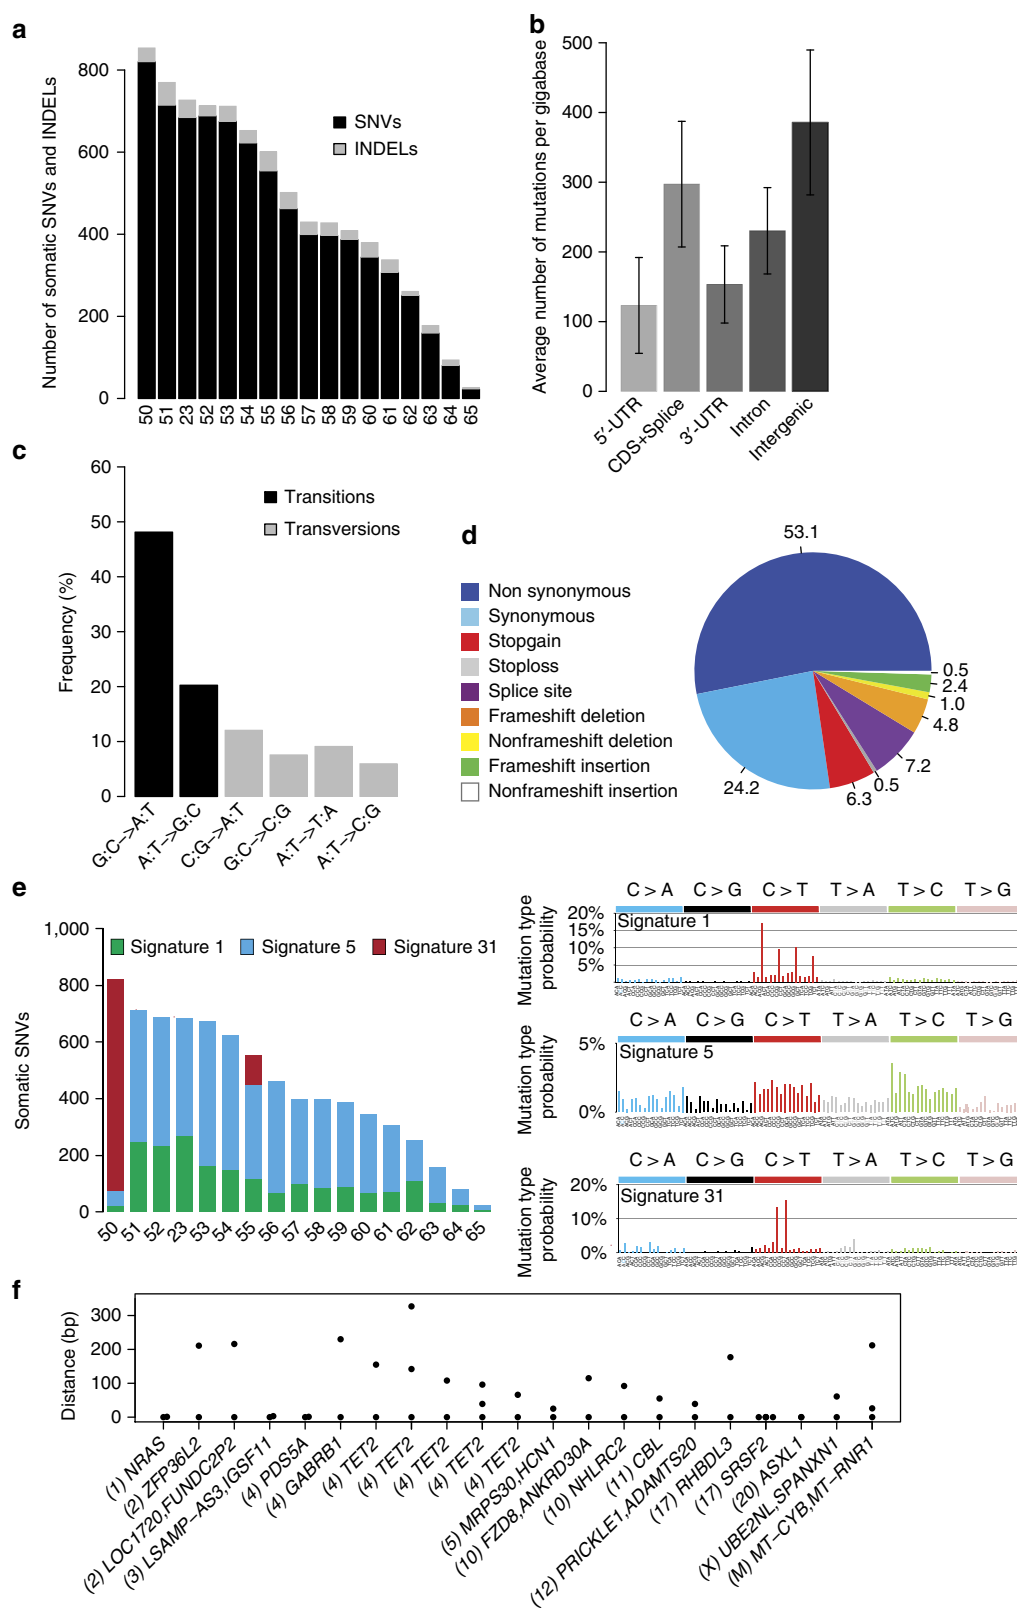 a
Number of somatic SNVs and INDELs
800
600
400
200
0
SNVs
INDELs
50 51 23 52 53 54 55 56 57 58 59 60 61 62 63 64 65
b
Average number of mutations per gigabase
500
400
300
200
100
0
5′-UTR
CDS+Splice
3′-UTR
Intron
Intergenic
c
Frequency (%)
60
50
40
30
20
10
0
Transitions
Transversions
G:C->A:T
A:T->G:C
C:G->A:T
G:C->C:G
A:T->T:A
A:T->C:G
d
Non synonymous
Synonymous
Stopgain
Stoploss
Splice site
Frameshift deletion
Nonframeshift deletion
Frameshift insertion
Nonframeshift insertion
53.1
0.5
2.4
1.0
4.8
7.2
0.5
6.3
24.2
e
Somatic SNVs
1,000
800
600
400
200
0
Signature 1
Signature 5
Signature 31
50 51 52 23 53 54 55 56 57 58 59 60 61 62 63 64 65
C > A C > G C > T T > A T > C T > G
Mutation type probability
20%
15%
10%
5%
Signature 1
C > A C > G C > T T > A T > C T > G
Mutation type probability
5%
0%
Signature 5
C > A C > G C > T T > A T > C T > G
Mutation type probability
20%
10%
0%
Signature 31
f
Distance (bp)
300
200
100
0
(1) NRAS
(2) ZFP36L2
(2) LOC1720,FUNDC2P2
(3) LSAMP-AS3,IGSF11
(4) PDS5A
(4) GABRB1
(4) TET2
(4) TET2
(4) TET2
(4) TET2
(4) TET2
(5) MRPS30,HCN1
(10) FZD8,ANKRD30A
(10) NHLRC2
(11) CBL
(12) PRICKLE1,ADAMTS20
(17) RHBDL3
(17) SRSF2
(20) ASXL1
(X) UBE2NL,SPANXN1
(M) MT-CYB,MT-RNR1